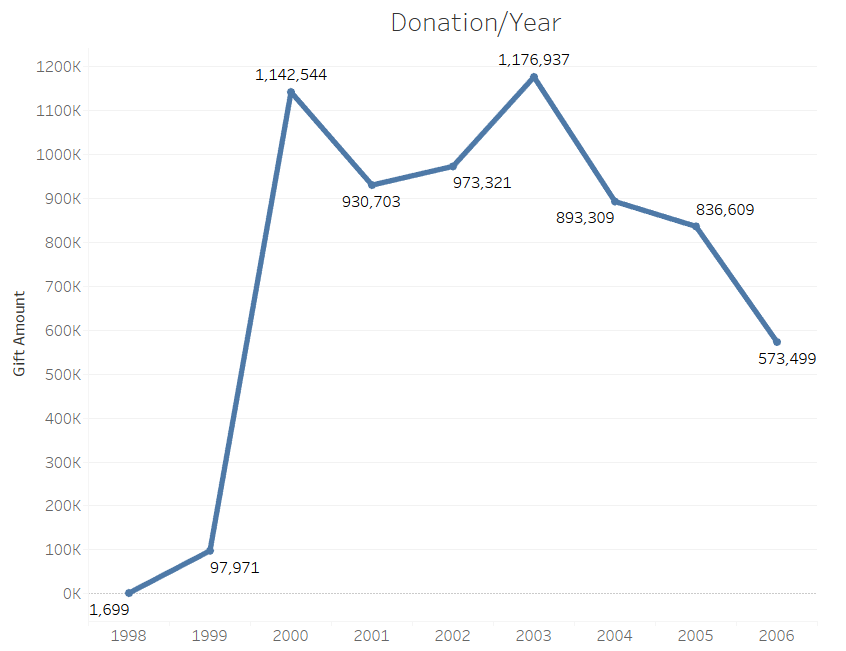 Donation/Year
Gift Amount
1200K
1100K
1000K
900K
800K
700K
600K
500K
400K
300K
200K
100K
0K
1,699
97,971
1,142,544
930,703
973,321
1,176,937
893,309
836,609
573,499
1998 1999 2000 2001 2002 2003 2004 2005 2006